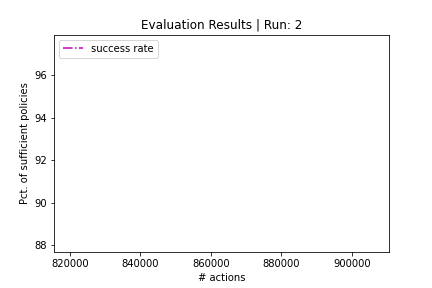 Evaluation Results | Run: 2
success rate
Pct. of sufficient policies
96
94
92
90
88
820000 840000 860000 880000 900000
# actions